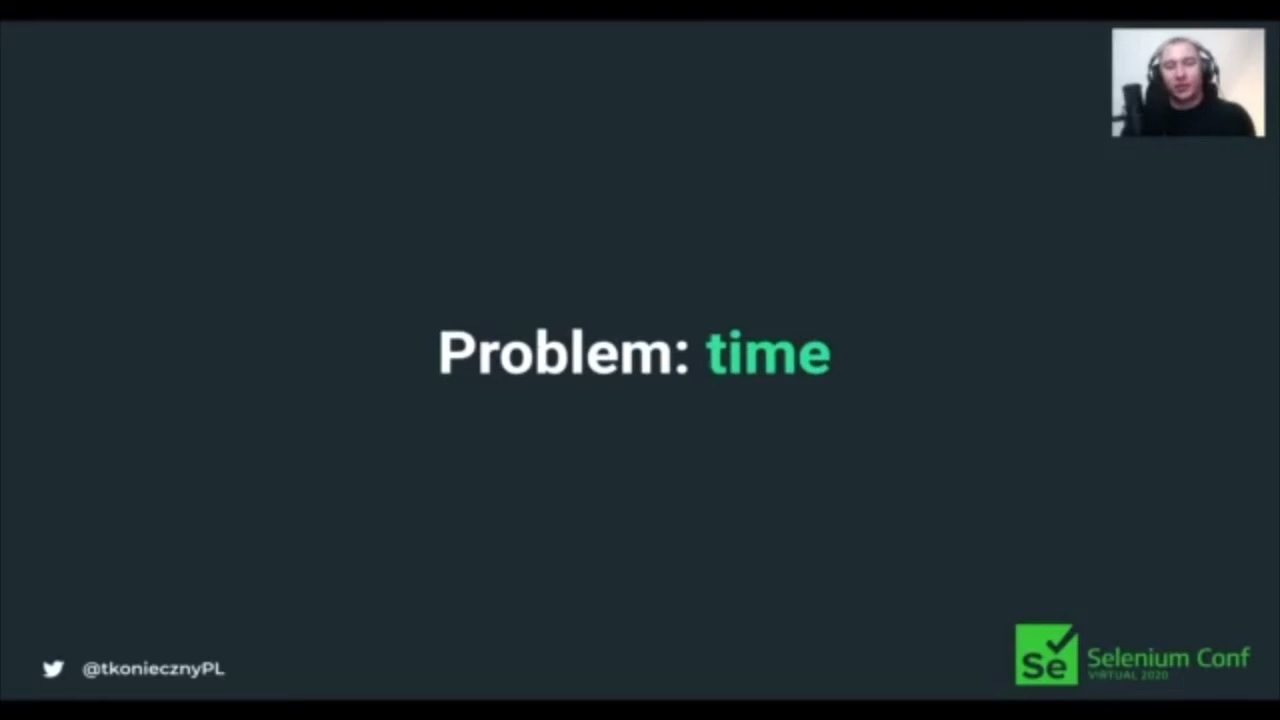 Problem: time
@tkoniecznyPL
Se
Selenium Conf
VIRTUAL 2020